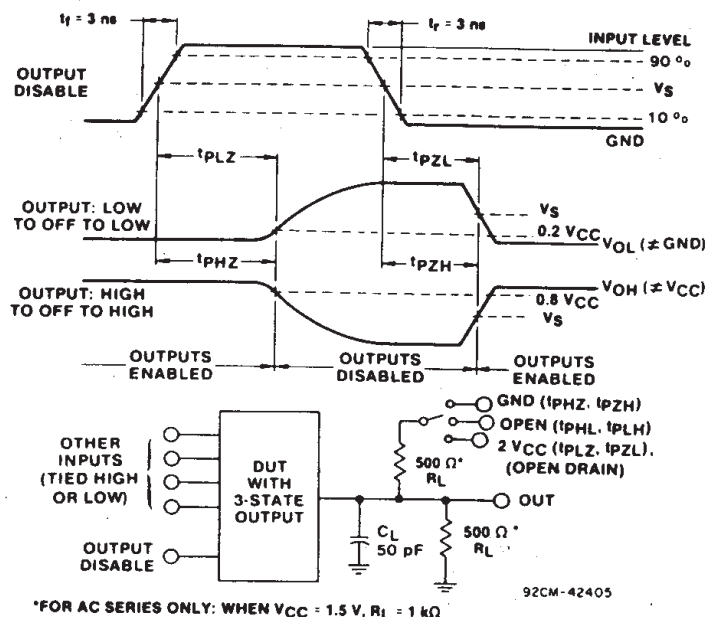 tf = 3 ns
tr = 3 ns
INPUT LEVEL
90 %
OUTPUT
DISABLE
VS
10 %
GND
tPLZ
tPZL
OUTPUT: LOW
TO OFF TO LOW
VS
0.2 VCC
VOL (≠ GND)
tPHZ
tPZH
OUTPUT: HIGH
TO OFF TO HIGH
VOH (≠ VCC)
0.8 VCC
VS
OUTPUTS
ENABLED
OUTPUTS
DISABLED
OUTPUTS
ENABLED
GND (tPHZ, tPZH)
OPEN (tPHL, tPLH)
2 VCC (tPLZ, tPZL),
(OPEN DRAIN)
OTHER
INPUTS
(TIED HIGH
OR LOW)
DUT
WITH
3-STATE
OUTPUT
500 Ω*
RL
OUT
CL
50 pF
500 Ω*
RL
OUTPUT
DISABLE
92CM-42405
*FOR AC SERIES ONLY: WHEN VCC = 1.5 V, RL = 1 kΩ